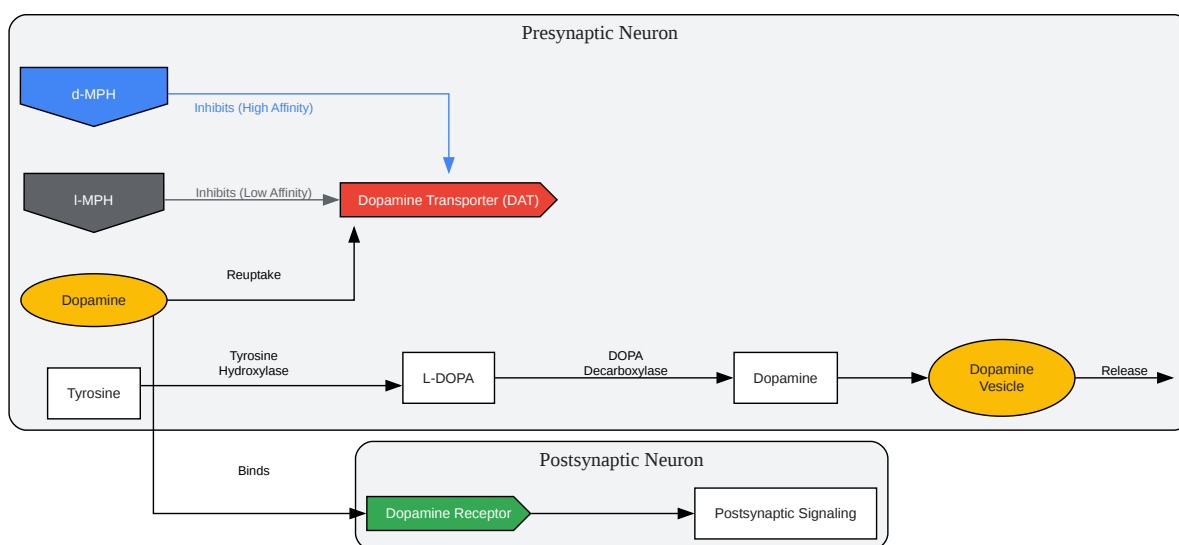 Presynaptic Neuron
d-MPH
Inhibits (High Affinity)
l-MPH
Inhibits (Low Affinity)
Dopamine Transporter (DAT)
Reuptake
Dopamine
Tyrosine
Tyrosine
Hydroxylase
L-DOPA
DOPA
Decarboxylase
Dopamine
Dopamine
Vesicle
Release
Postsynaptic Neuron
Binds
Dopamine Receptor
Postsynaptic Signaling